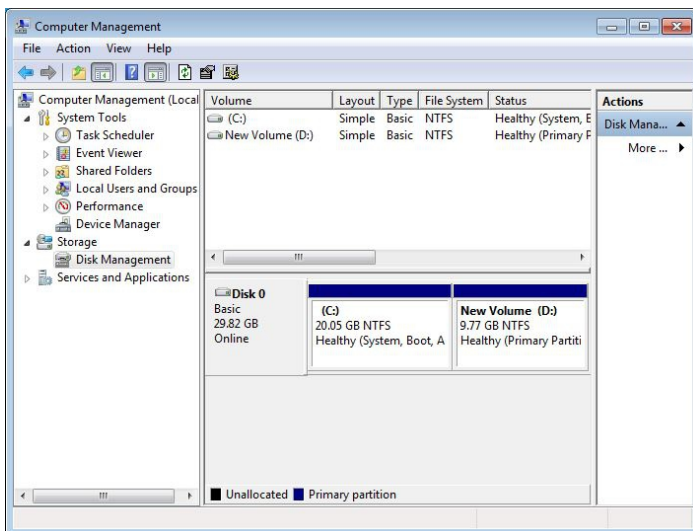 Computer Management
File Action View Help
Computer Management (Local
System Tools
Task Scheduler
Event Viewer
Shared Folders
Local Users and Groups
Performance
Device Manager
Storage
Disk Management
Services and Applications
Volume Layout Type File System Status
(C:) Simple Basic NTFS Healthy (System, E
New Volume (D:) Simple Basic NTFS Healthy (Primary P
Disk 0
Basic
29.82 GB
Online
(C:)
20.05 GB NTFS
Healthy (System, Boot, A
New Volume (D:)
9.77 GB NTFS
Healthy (Primary Partiti
Unallocated Primary partition
Actions
Disk Mana...
More ...